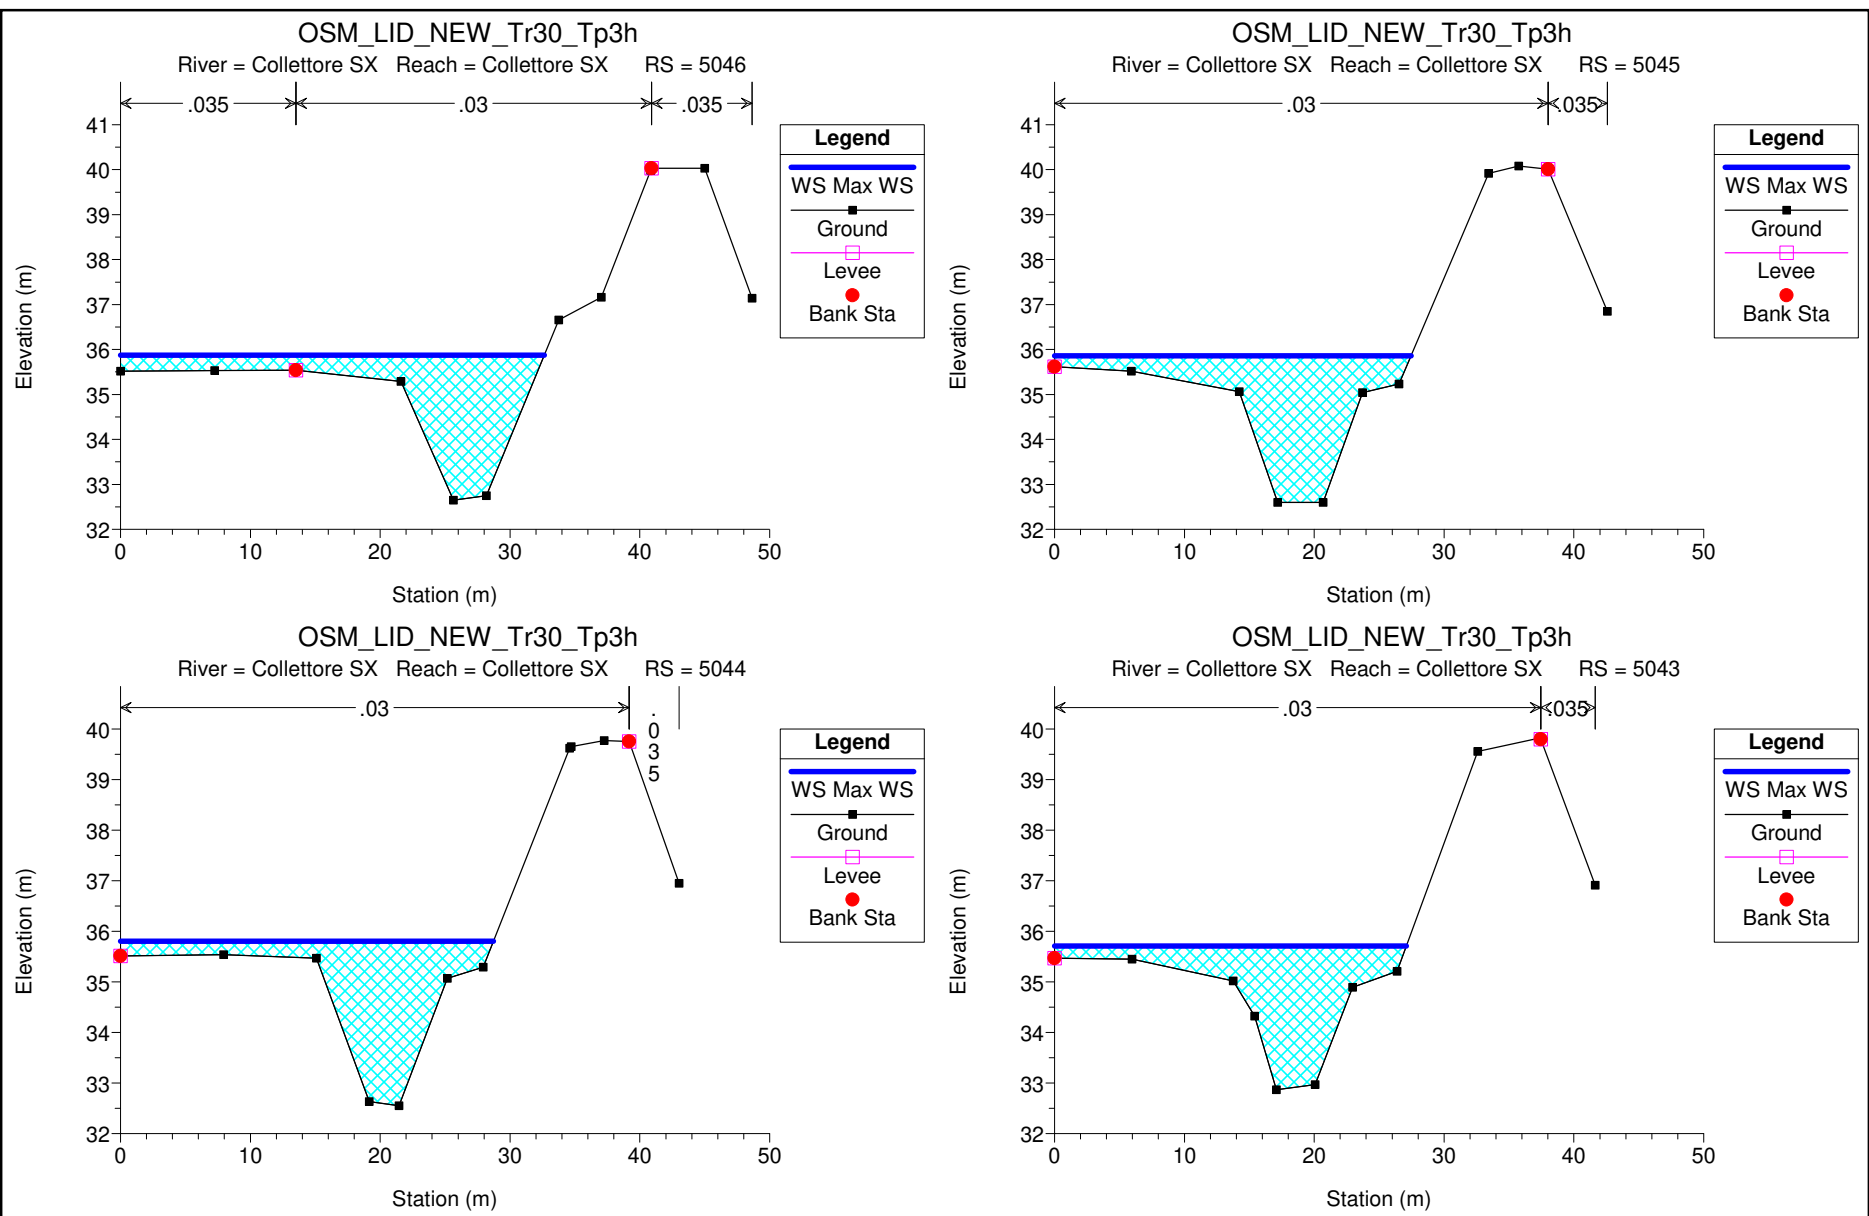 OSM_LID_NEW_Tr30_Tp3h
River = Collettore SX Reach = Collettore SX RS = 5046
.035
.03
.035
41
40
39
38
37
36
35
34
33
32
0
10
20
30
40
50
Elevation (m)
Station (m)
Legend
WS Max WS
Ground
Levee
Bank Sta
OSM_LID_NEW_Tr30_Tp3h
River = Collettore SX Reach = Collettore SX RS = 5045
.03
.035
41
40
39
38
37
36
35
34
33
32
0
10
20
30
40
50
Elevation (m)
Station (m)
Legend
WS Max WS
Ground
Levee
Bank Sta
OSM_LID_NEW_Tr30_Tp3h
River = Collettore SX Reach = Collettore SX RS = 5044
.03
.035
40
39
38
37
36
35
34
33
32
0
10
20
30
40
50
Elevation (m)
Station (m)
Legend
WS Max WS
Ground
Levee
Bank Sta
OSM_LID_NEW_Tr30_Tp3h
River = Collettore SX Reach = Collettore SX RS = 5043
.03
.035
40
39
38
37
36
35
34
33
32
0
10
20
30
40
50
Elevation (m)
Station (m)
Legend
WS Max WS
Ground
Levee
Bank Sta